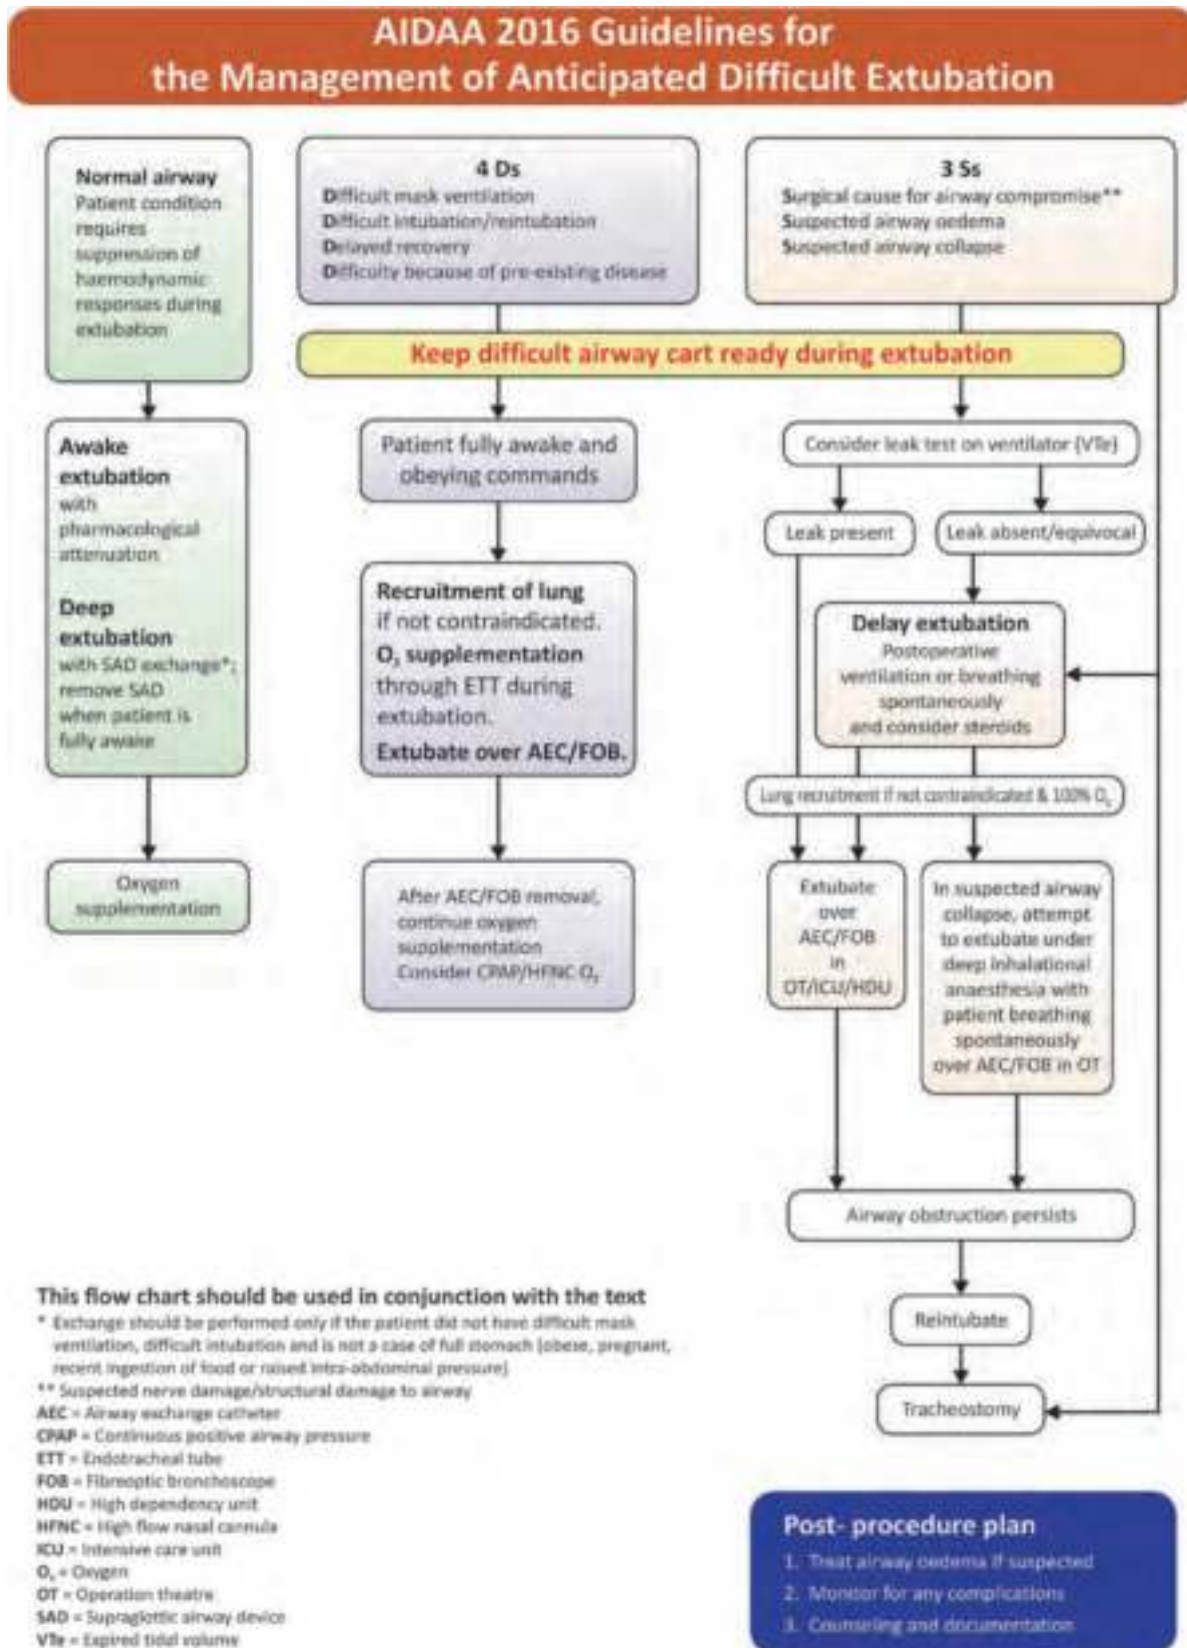 AIDAA 2016 Guidelines for
the Management of Anticipated Difficult Extubation
Normal airway
Patient condition
requires
suppression of
haemodynamic
responses during
extubation
Awake
extubation
with
pharmacological
attenuation
Deep
extubation
with SAD exchange*;
remove SAD
when patient is
fully awake
Oxygen
supplementation
4 Ds
Difficult mask ventilation
Difficult intubation/reintubation
Delayed recovery
Difficulty because of pre-existing disease
3 Ss
Surgical cause for airway compromise**
Suspected airway oedema
Suspected airway collapse
Keep difficult airway cart ready during extubation
Patient fully awake and
obeying commands
Recruitment of lung
if not contraindicated.
O₂ supplementation
through ETT during
extubation.
Extubate over AEC/FOB.
After AEC/FOB removal,
continue oxygen
supplementation
Consider CPAP/HFNC O₂
Consider leak test on ventilator (VTe)
Leak present
Leak absent/equivocal
Delay extubation
Postoperative
ventilation or breathing
spontaneously
and consider steroids
Lung recruitment if not contraindicated & 100% O₂
Extubate
over
AEC/FOB
in
OT/ICU/HDU
In suspected airway
collapse, attempt
to extubate under
deep inhalational
anaesthesia with
patient breathing
spontaneously
over AEC/FOB in OT
Airway obstruction persists
Reintubate
Tracheostomy
This flow chart should be used in conjunction with the text
* Exchange should be performed only if the patient did not have difficult mask
ventilation, difficult intubation and is not a case of full stomach (obese, pregnant,
recent ingestion of food or raised intra-abdominal pressure)
** Suspected nerve damage/structural damage to airway
AEC = Airway exchange catheter
CPAP = Continuous positive airway pressure
ETT = Endotracheal tube
FOB = Fibreoptic bronchoscope
HDU = High dependency unit
HFNC = High flow nasal cannula
ICU = Intensive care unit
O₂ = Oxygen
OT = Operation theatre
SAD = Supraglottic airway device
VTe = Expired tidal volume
Post- procedure plan
1. Treat airway oedema if suspected
2. Monitor for any complications
3. Counseling and documentation